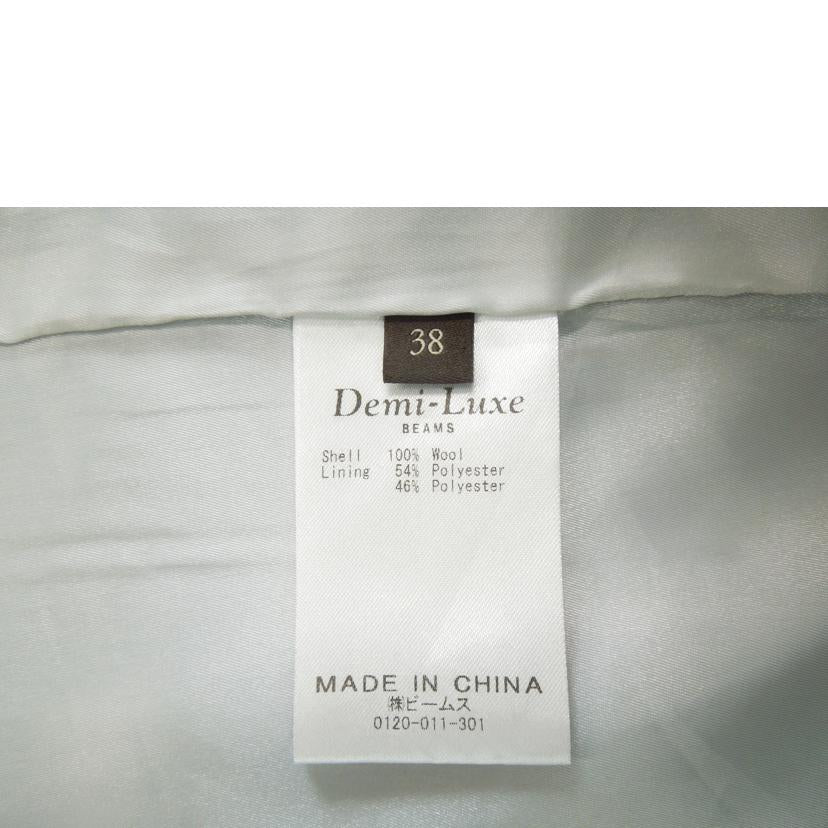 38
Demi-Luxe
BEAMS
Shell 100% Wool
Lining 54% Polyester
46% Polyester
MADE IN CHINA
㈱ビームス
0120-011-301